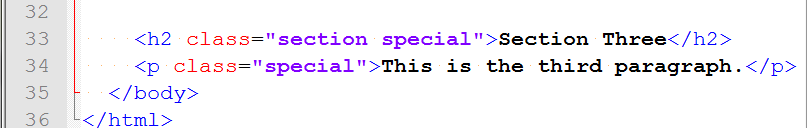 32
33 <h2 class="section special">Section Three</h2>
34 <p class="special">This is the third paragraph.</p>
35 </body>
36 </html>